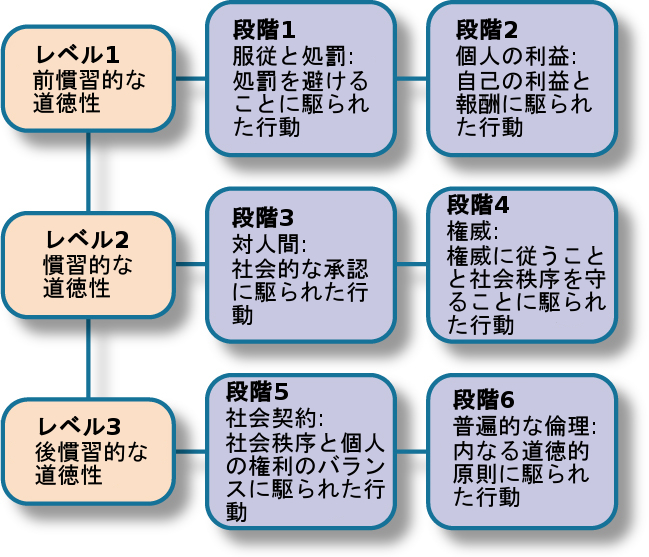 レベル1
前慣習的な
道徳性
段階1
服従と処罰:
処罰を避ける
ことに駆られ
た行動
段階2
個人の利益:
自己の利益と
報酬に駆られ
た行動
レベル2
慣習的な
道徳性
段階3
対人間:
社会的な承認
に駆られた行
動
段階4
権威:
権威に従うこと
と社会秩序を守
ることに駆られ
た行動
レベル3
後慣習的な
道徳性
段階5
社会契約:
社会秩序と個人
の権利のバラン
スに駆られた行
動
段階6
普遍的な倫理:
内なる道徳的
原則に駆られ
た行動